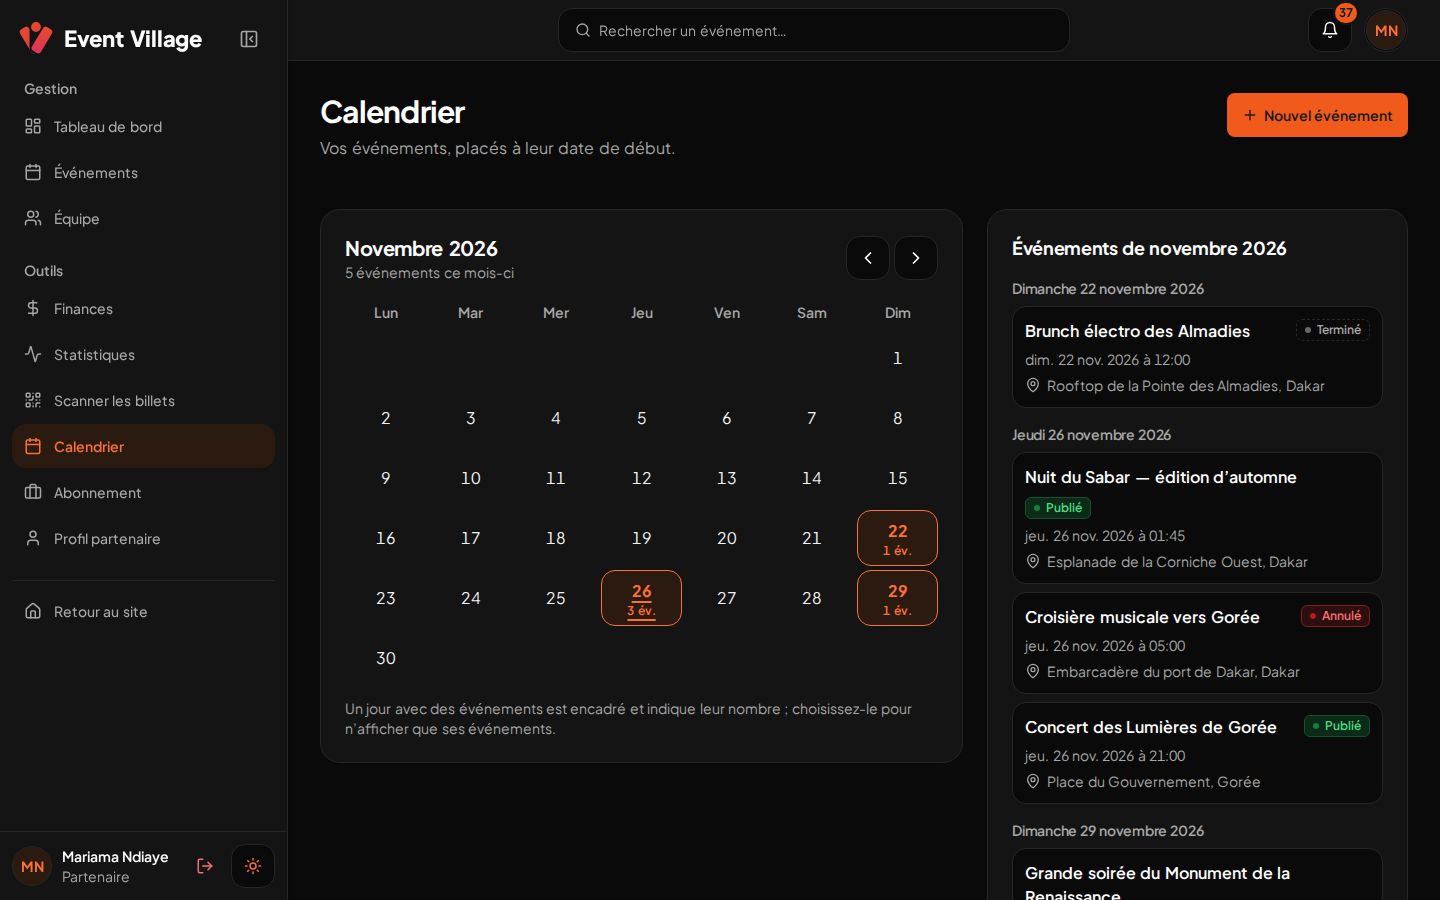 Event Village
Gestion
Tableau de bord
Événements
Équipe
Outils
Finances
Statistiques
Scanner les billets
Calendrier
Abonnement
Profil partenaire
Retour au site
MN
Mariama Ndiaye
Partenaire
Rechercher un événement...
37
MN
Calendrier
Vos événements, placés à leur date de début.
Nouvel événement
Novembre 2026
5 événements ce mois-ci
Lun Mar Mer Jeu Ven Sam Dim
1
2 3 4 5 6 7 8
9 10 11 12 13 14 15
16 17 18 19 20 21 22
1 év.
23 24 25 26 27 28 29
3 év. 1 év.
30
Un jour avec des événements est encadré et indique leur nombre ; choisissez-le pour
n’afficher que ses événements.
Événements de novembre 2026
Dimanche 22 novembre 2026
Brunch électro des Almadies Terminé
dim. 22 nov. 2026 à 12:00
Rooftop de la Pointe des Almadies, Dakar
Jeudi 26 novembre 2026
Nuit du Sabar — édition d’automne
Publié
jeu. 26 nov. 2026 à 01:45
Esplanade de la Corniche Ouest, Dakar
Croisière musicale vers Gorée Annulé
jeu. 26 nov. 2026 à 05:00
Embarcadère du port de Dakar, Dakar
Concert des Lumières de Gorée Publié
jeu. 26 nov. 2026 à 21:00
Place du Gouvernement, Gorée
Dimanche 29 novembre 2026
Grande soirée du Monument de la
Renaissance